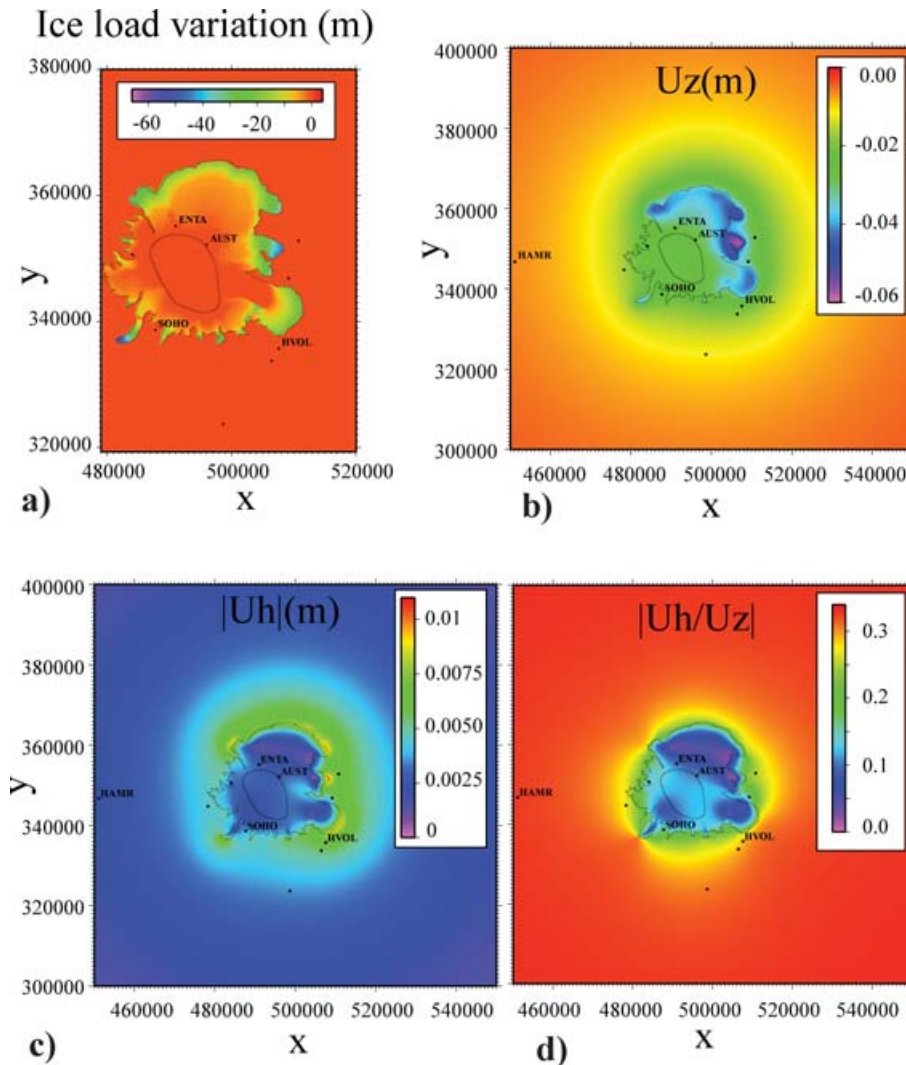 Ice load variation (m)
380000
-60 -40 -20 0
360000
ENTA
AUST
y
340000
SOHO
HVOL
320000
480000 500000 520000
a) X
400000
Uz(m)
0.00
-0.02
-0.04
-0.06
380000
360000
ENTA
AUST
y
HAMR
340000
SOHO
HVOL
320000
300000
460000 480000 500000 520000 540000
b) X
400000
|Uh|(m)
0.01
0.0075
0.0050
0.0025
0
380000
360000
ENTA
AUST
y
HAMR
340000
SOHO
HVOL
320000
300000
460000 480000 500000 520000 540000
c) X
|Uh/Uz|
0.3
0.2
0.1
0.0
ENTA
AUST
HAMR
SOHO
HVOL
460000 480000 500000 520000 540000
d) X